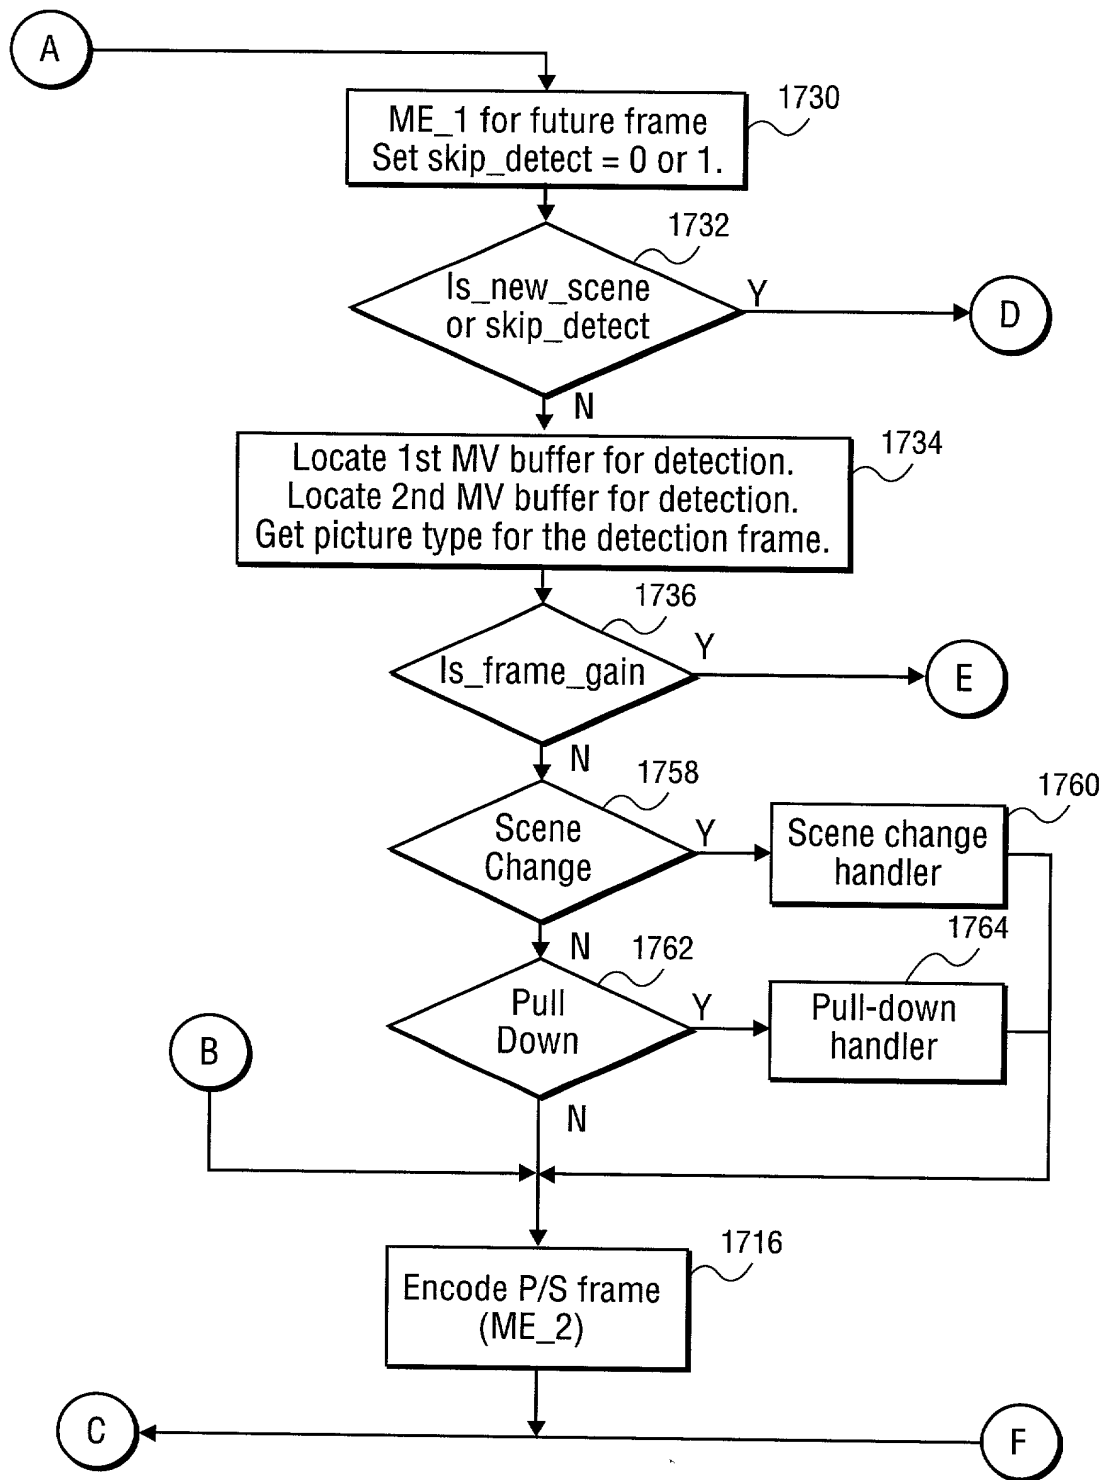 A
1730
ME_1 for future frame
Set skip_detect = 0 or 1.
1732
Is_new_scene
or skip_detect
Y
D
N
1734
Locate 1st MV buffer for detection.
Locate 2nd MV buffer for detection.
Get picture type for the detection frame.
1736
Is_frame_gain
Y
E
N
1758
Scene
Change
Y
1760
Scene change
handler
N
1762
Pull
Down
Y
1764
Pull-down
handler
B
N
1716
Encode P/S frame
(ME_2)
C
F